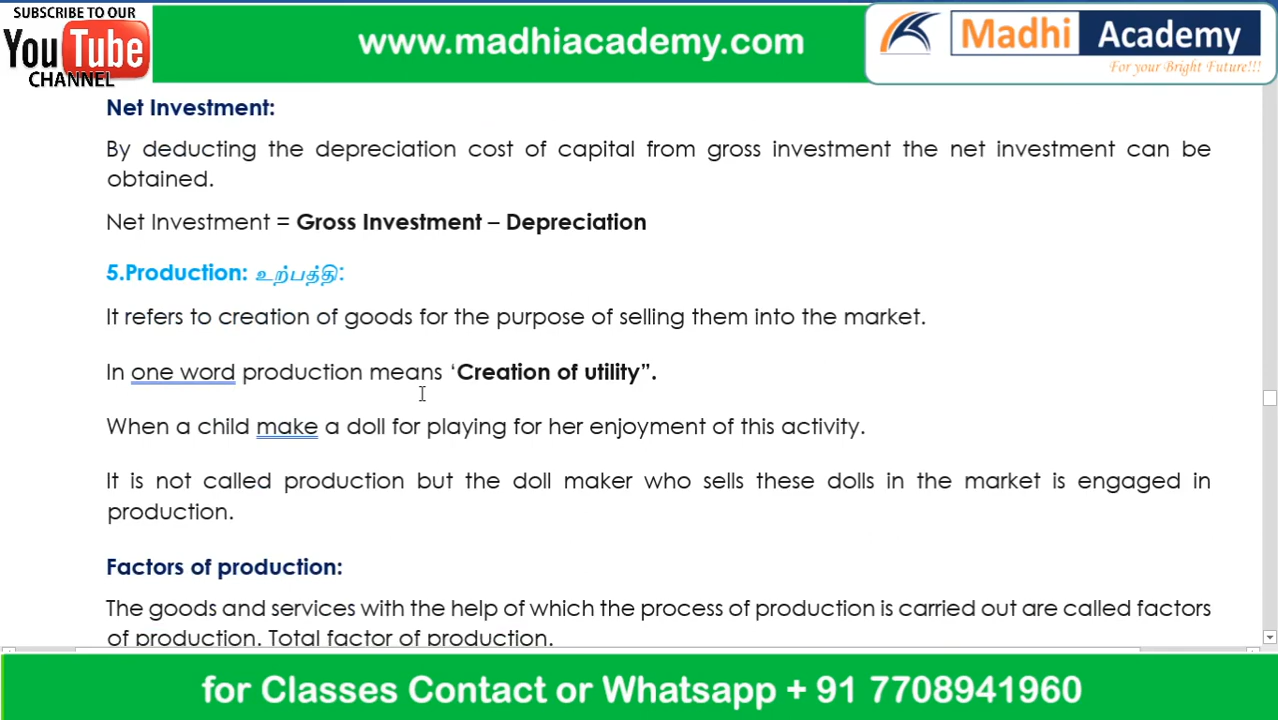 SUBSCRIBE TO OUR
YouTube
CHANNEL
www.madhiacademy.com
Madhi Academy
For your Bright Future!!!
Net Investment:
By deducting the depreciation cost of capital from gross investment the net investment can be
obtained.
Net Investment = Gross Investment – Depreciation
5.Production: உற்பத்தி:
It refers to creation of goods for the purpose of selling them into the market.
In one word production means ‘Creation of utility”.
When a child make a doll for playing for her enjoyment of this activity.
It is not called production but the doll maker who sells these dolls in the market is engaged in
production.
Factors of production:
The goods and services with the help of which the process of production is carried out are called factors
of production. Total factor of production.
for Classes Contact or Whatsapp + 91 7708941960